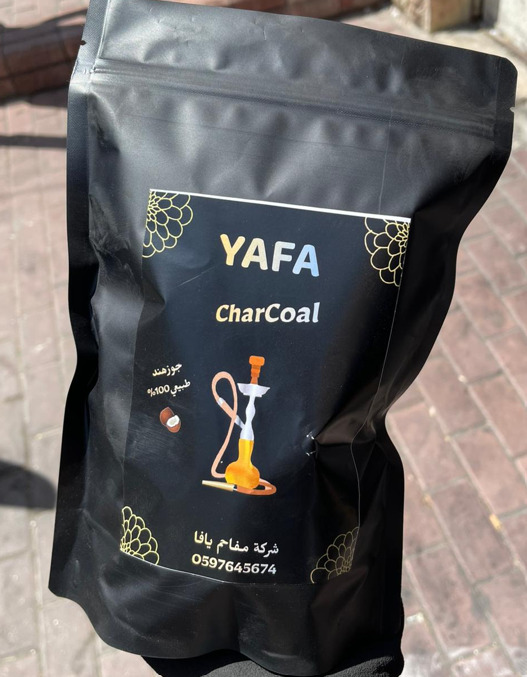 YAFA
CharCoal
جوزهند
طبيعي 100%
شركة مفاحم يافا
0597645674